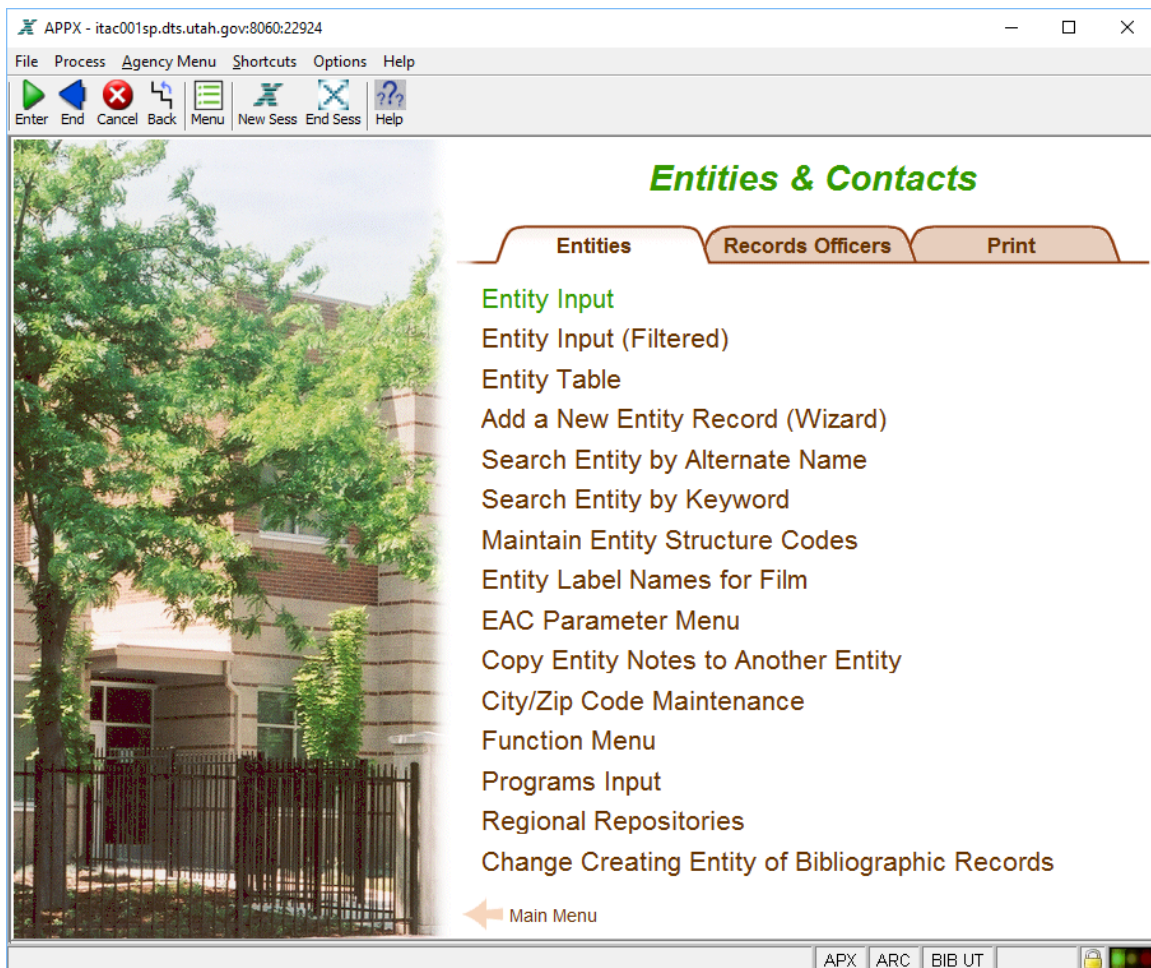 APPX - itac001sp.dts.utah.gov:8060:22924
File Process Agency Menu Shortcuts Options Help
Enter End Cancel Back Menu New Sess End Sess ??? Help
Entities & Contacts
Entities Records Officers Print
Entity Input
Entity Input (Filtered)
Entity Table
Add a New Entity Record (Wizard)
Search Entity by Alternate Name
Search Entity by Keyword
Maintain Entity Structure Codes
Entity Label Names for Film
EAC Parameter Menu
Copy Entity Notes to Another Entity
City/Zip Code Maintenance
Function Menu
Programs Input
Regional Repositories
Change Creating Entity of Bibliographic Records
Main Menu
APX ARC BIB UT